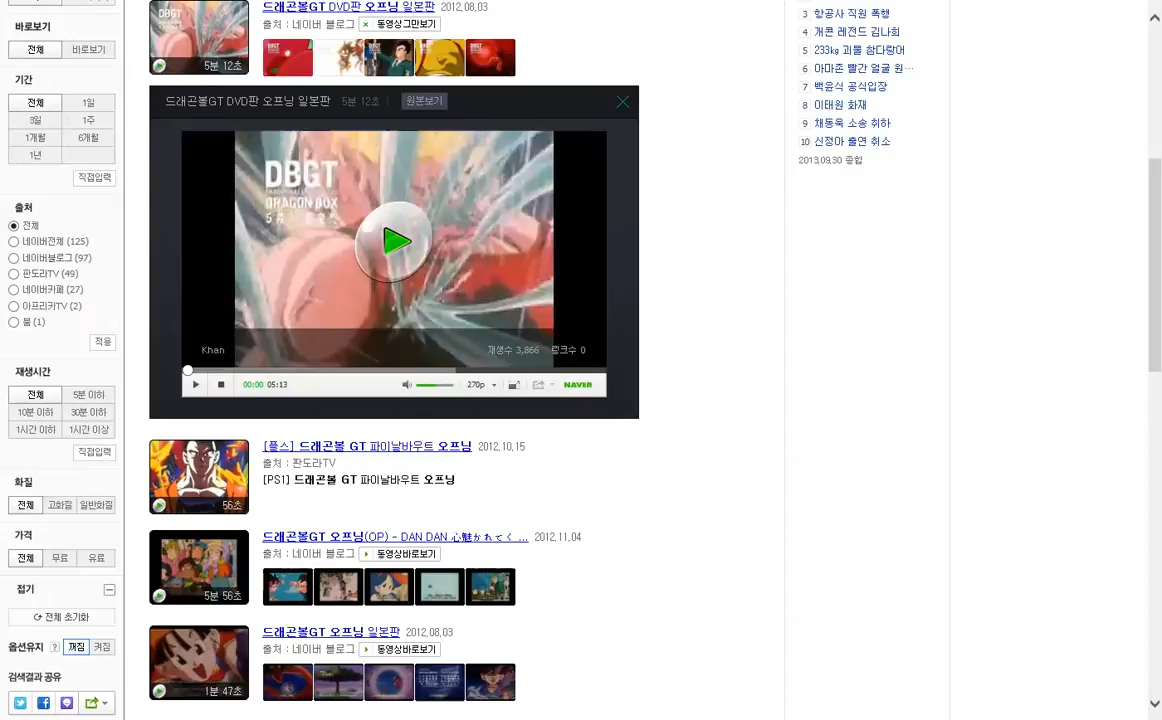 바로보기
전체 바로보기
기간
전체 1일
3일 1주
1개월 6개월
1년
직접입력
출처
전체
네이버전체 (125)
네이버블로그 (97)
판도라TV (49)
네이버카페 (27)
아프리카TV (2)
붐 (1)
적용
재생시간
전체 5분 이하
10분 이하 30분 이하
1시간 이하 1시간 이상
직접입력
화질
전체 고화질 일반화질
가격
전체 무료 유료
접기
전체 초기화
옵션유지 ? 꺼짐 켜짐
검색결과 공유
드래곤볼GT DVD판 오프닝 일본판 2012.08.03
출처 : 네이버 블로그 × 동영상그만보기
DBGT
5분 12초
드래곤볼GT DVD판 오프닝 일본판 5분 12초 원본보기
DBGT
DRAGON BOX
Khan 재생수 3,866 링크수 0
00:00 05:13 270p NAVER
[플스] 드래곤볼 GT 파이날바우트 오프닝 2012.10.15
출처 : 판도라TV
[PS1] 드래곤볼 GT 파이날바우트 오프닝
56초
드래곤볼GT 오프닝(OP) - DAN DAN 心魅かれてく ... 2012.11.04
출처 : 네이버 블로그 동영상바로보기
5분 56초
드래곤볼GT 오프닝 일본판 2012.08.03
출처 : 네이버 블로그 동영상바로보기
1분 47초
3 항공사 직원 폭행
4 개콘 레전드 김나희
5 233kg 괴물 참다랑어
6 아마존 빨간 얼굴 원…
7 백윤식 공식입장
8 이태원 화재
9 채동욱 소송 취하
10 신정아 출연 취소
2013.09.30 종합